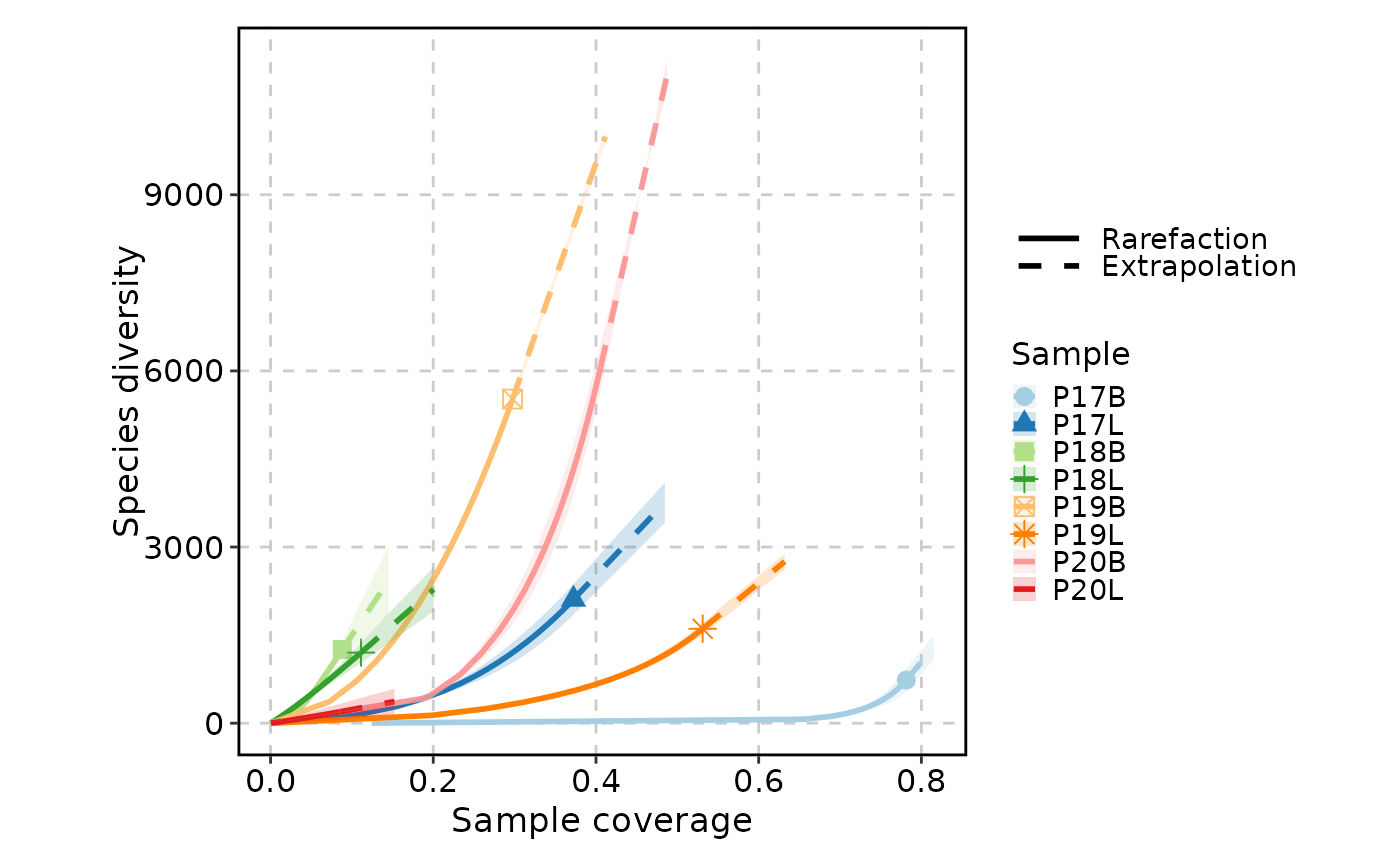 Species diversity
9000
6000
3000
0
0.0 0.2 0.4 0.6 0.8
Sample coverage
Rarefaction
Extrapolation
Sample
P17B
P17L
P18B
P18L
P19B
P19L
P20B
P20L